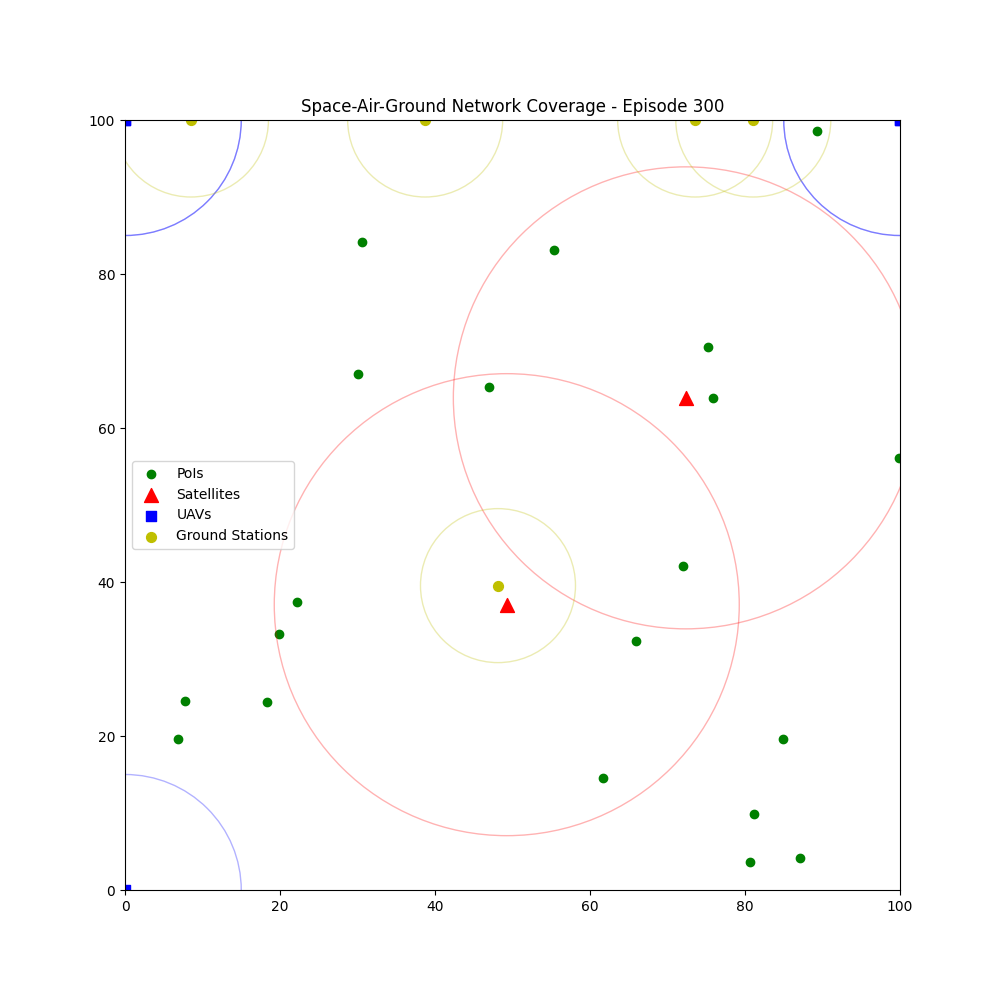 Space-Air-Ground Network Coverage - Episode 300
100
80
60
40
20
0
PoIs
Satellites
UAVs
Ground Stations
0 20 40 60 80 100